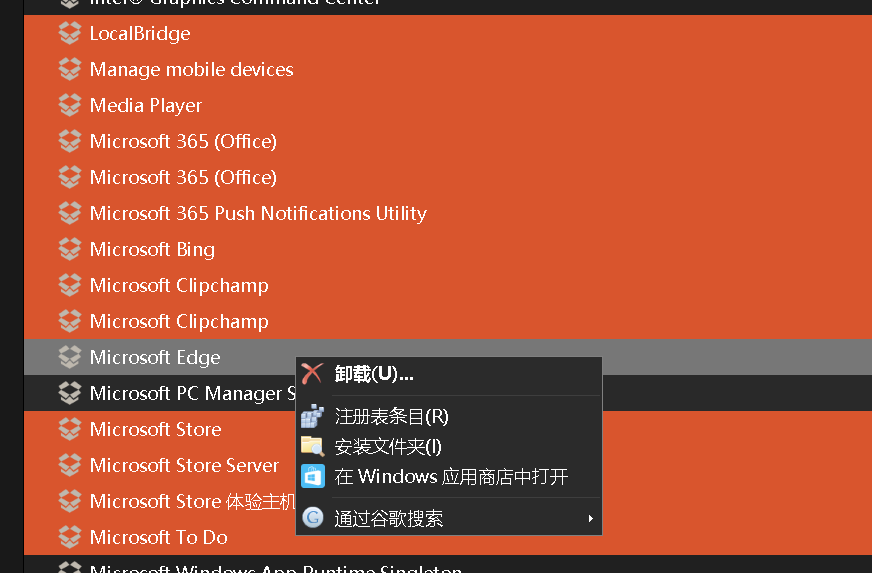 Intel® Graphics Command Center
LocalBridge
Manage mobile devices
Media Player
Microsoft 365 (Office)
Microsoft 365 (Office)
Microsoft 365 Push Notifications Utility
Microsoft Bing
Microsoft Clipchamp
Microsoft Clipchamp
Microsoft Edge
Microsoft PC Manager S
Microsoft Store
Microsoft Store Server
Microsoft Store 体验主机
Microsoft To Do
Microsoft Windows App Runtime Singleton
卸载(U)...
注册表条目(R)
安装文件夹(I)
在 Windows 应用商店中打开
通过谷歌搜索